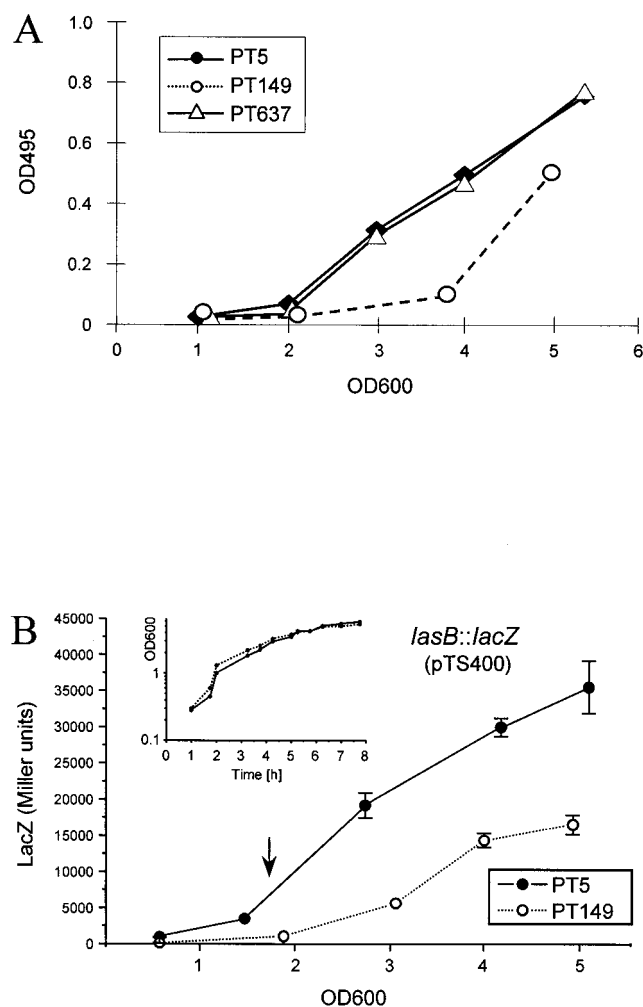 A
1.0
0.8
0.6
0.4
0.2
0
OD495
PT5
PT149
PT637
0 1 2 3 4 5 6
OD600
B
45000
40000
35000
30000
25000
20000
15000
10000
5000
0
LacZ (Miller units)
OD600
1
0.1
0 1 2 3 4 5 6 7 8
Time [h]
lasB::lacZ
(pTS400)
PT5
PT149
1 2 3 4 5
OD600